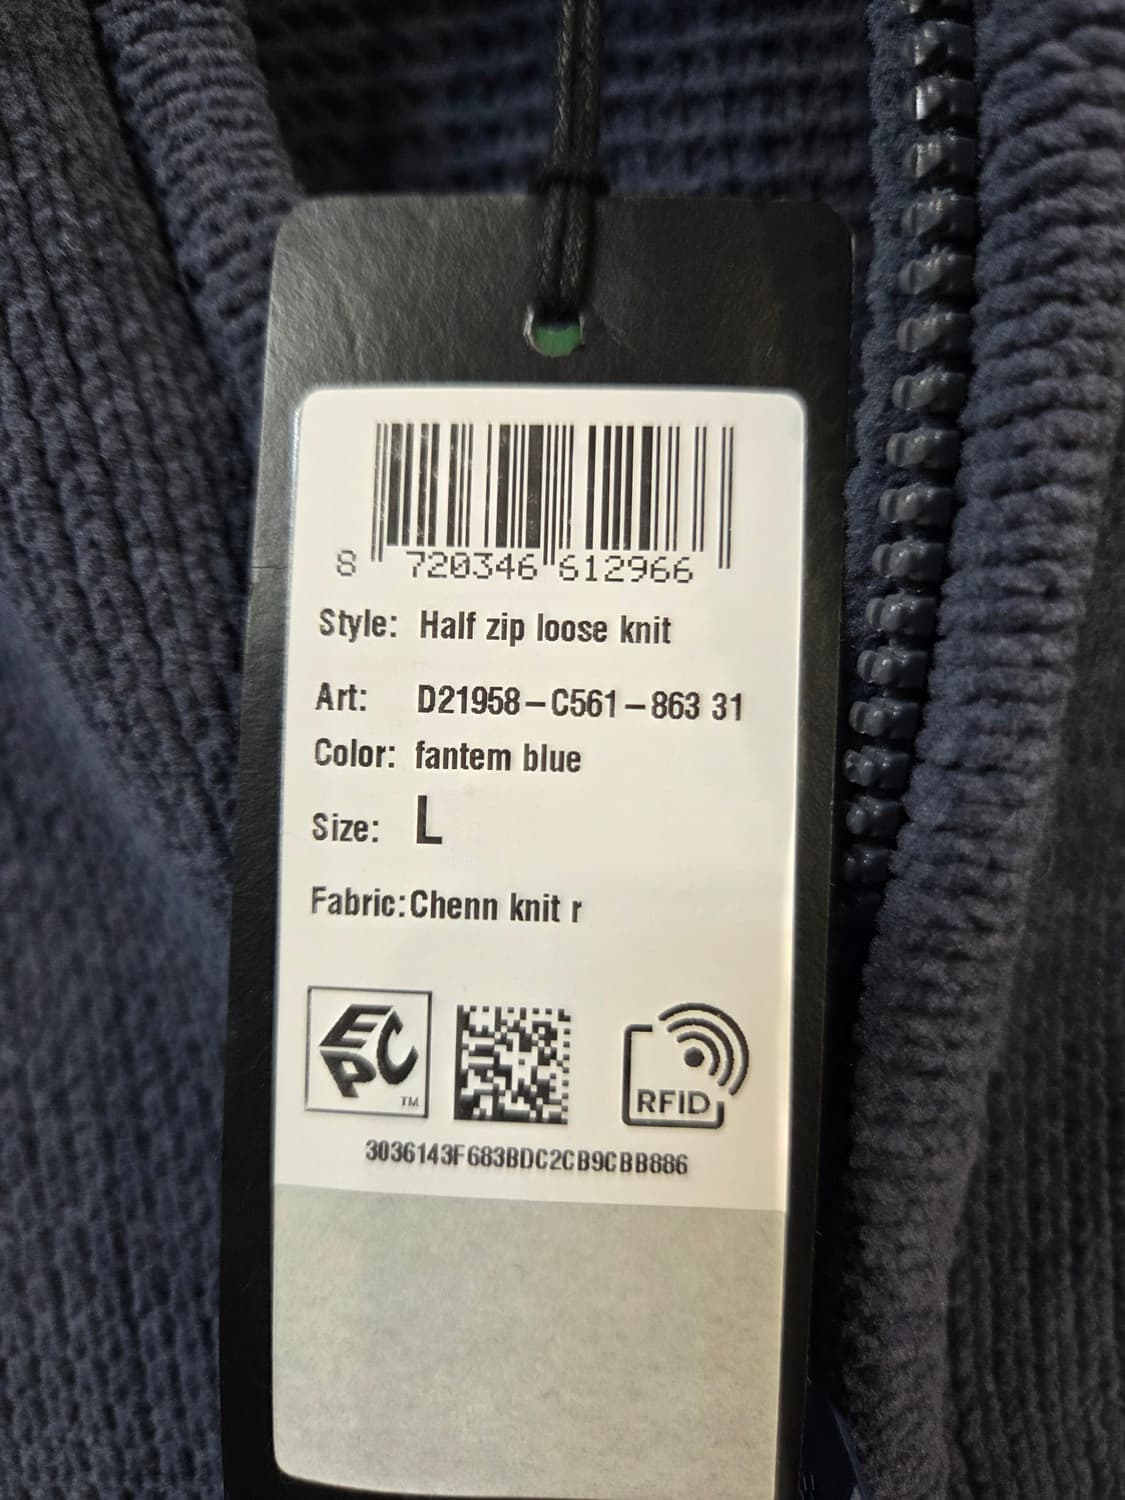 8 720346 612966
Style: Half zip loose knit
Art: D21958-C561-863 31
Color: fantem blue
Size: L
Fabric: Chenn knit r
EPC TM
RFID
3036143F683BDC2CB9CBB886